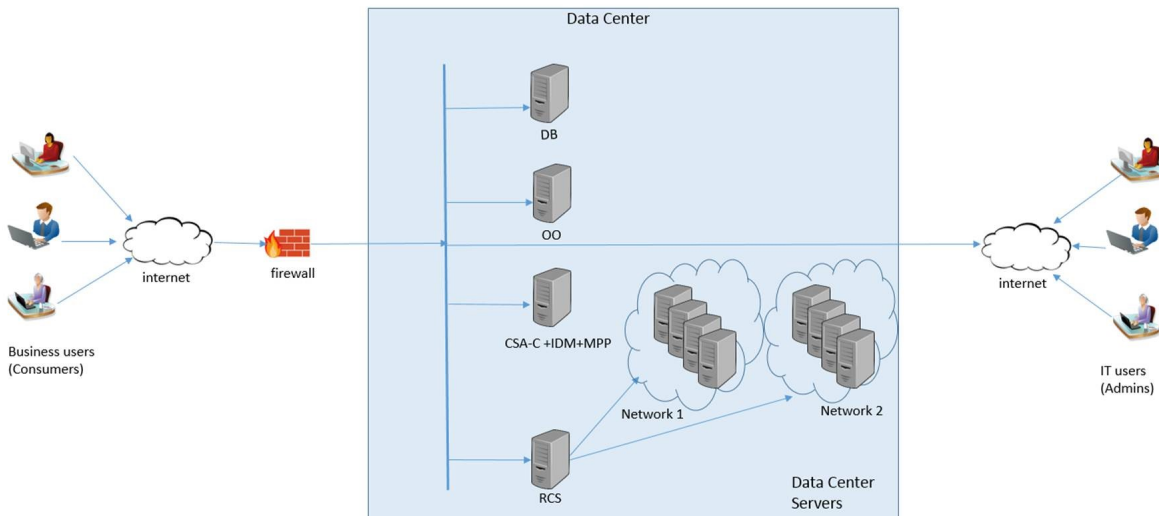 Data Center
DB
OO
internet
firewall
internet
CSA-C +IDM+MPP
Business users
(Consumers)
IT users
(Admins)
Network 1
Network 2
RCS
Data Center
Servers